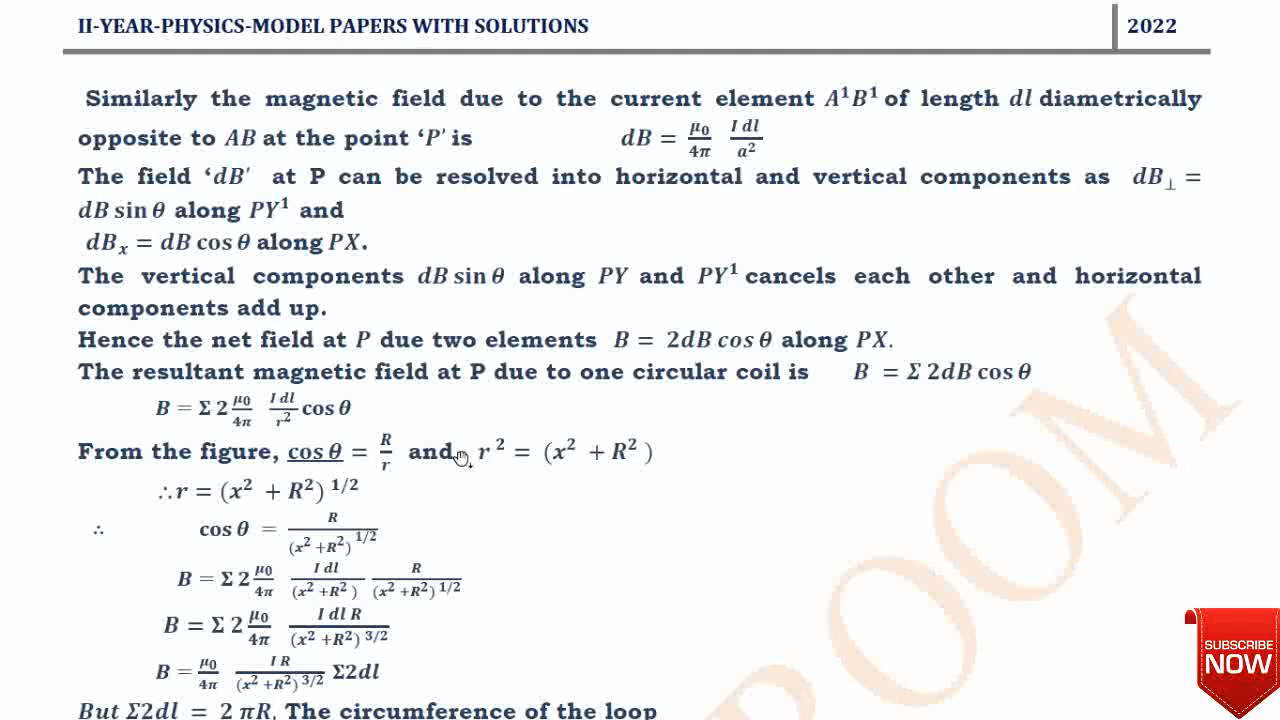 II-YEAR-PHYSICS-MODEL PAPERS WITH SOLUTIONS 2022
Similarly the magnetic field due to the current element A¹B¹ of length dl diametrically
opposite to AB at the point ‘P' is dB = μ₀/4π I dl/a²
The field ‘dB' at P can be resolved into horizontal and vertical components as dB⊥ =
dB sin θ along PY¹ and
dBₓ = dB cos θ along PX.
The vertical components dB sin θ along PY and PY¹ cancels each other and horizontal
components add up.
Hence the net field at P due two elements B = 2dB cos θ along PX.
The resultant magnetic field at P due to one circular coil is B = Σ 2dB cos θ
B = Σ 2 μ₀/4π I dl/r² cos θ
From the figure, cos θ = R/r and r² = (x² + R²)
∴ r = (x² + R²)^1/2
∴ cos θ = R/(x² +R²)^1/2
B = Σ 2 μ₀/4π I dl/(x² +R²) R/(x² +R²)^1/2
B = Σ 2 μ₀/4π I dl R/(x² +R²)^3/2
B = μ₀/4π I R/(x² +R²)^3/2 Σ2dl
But Σ2dl = 2 πR. The circumference of the loop
POOM
SUBSCRIBE
NOW